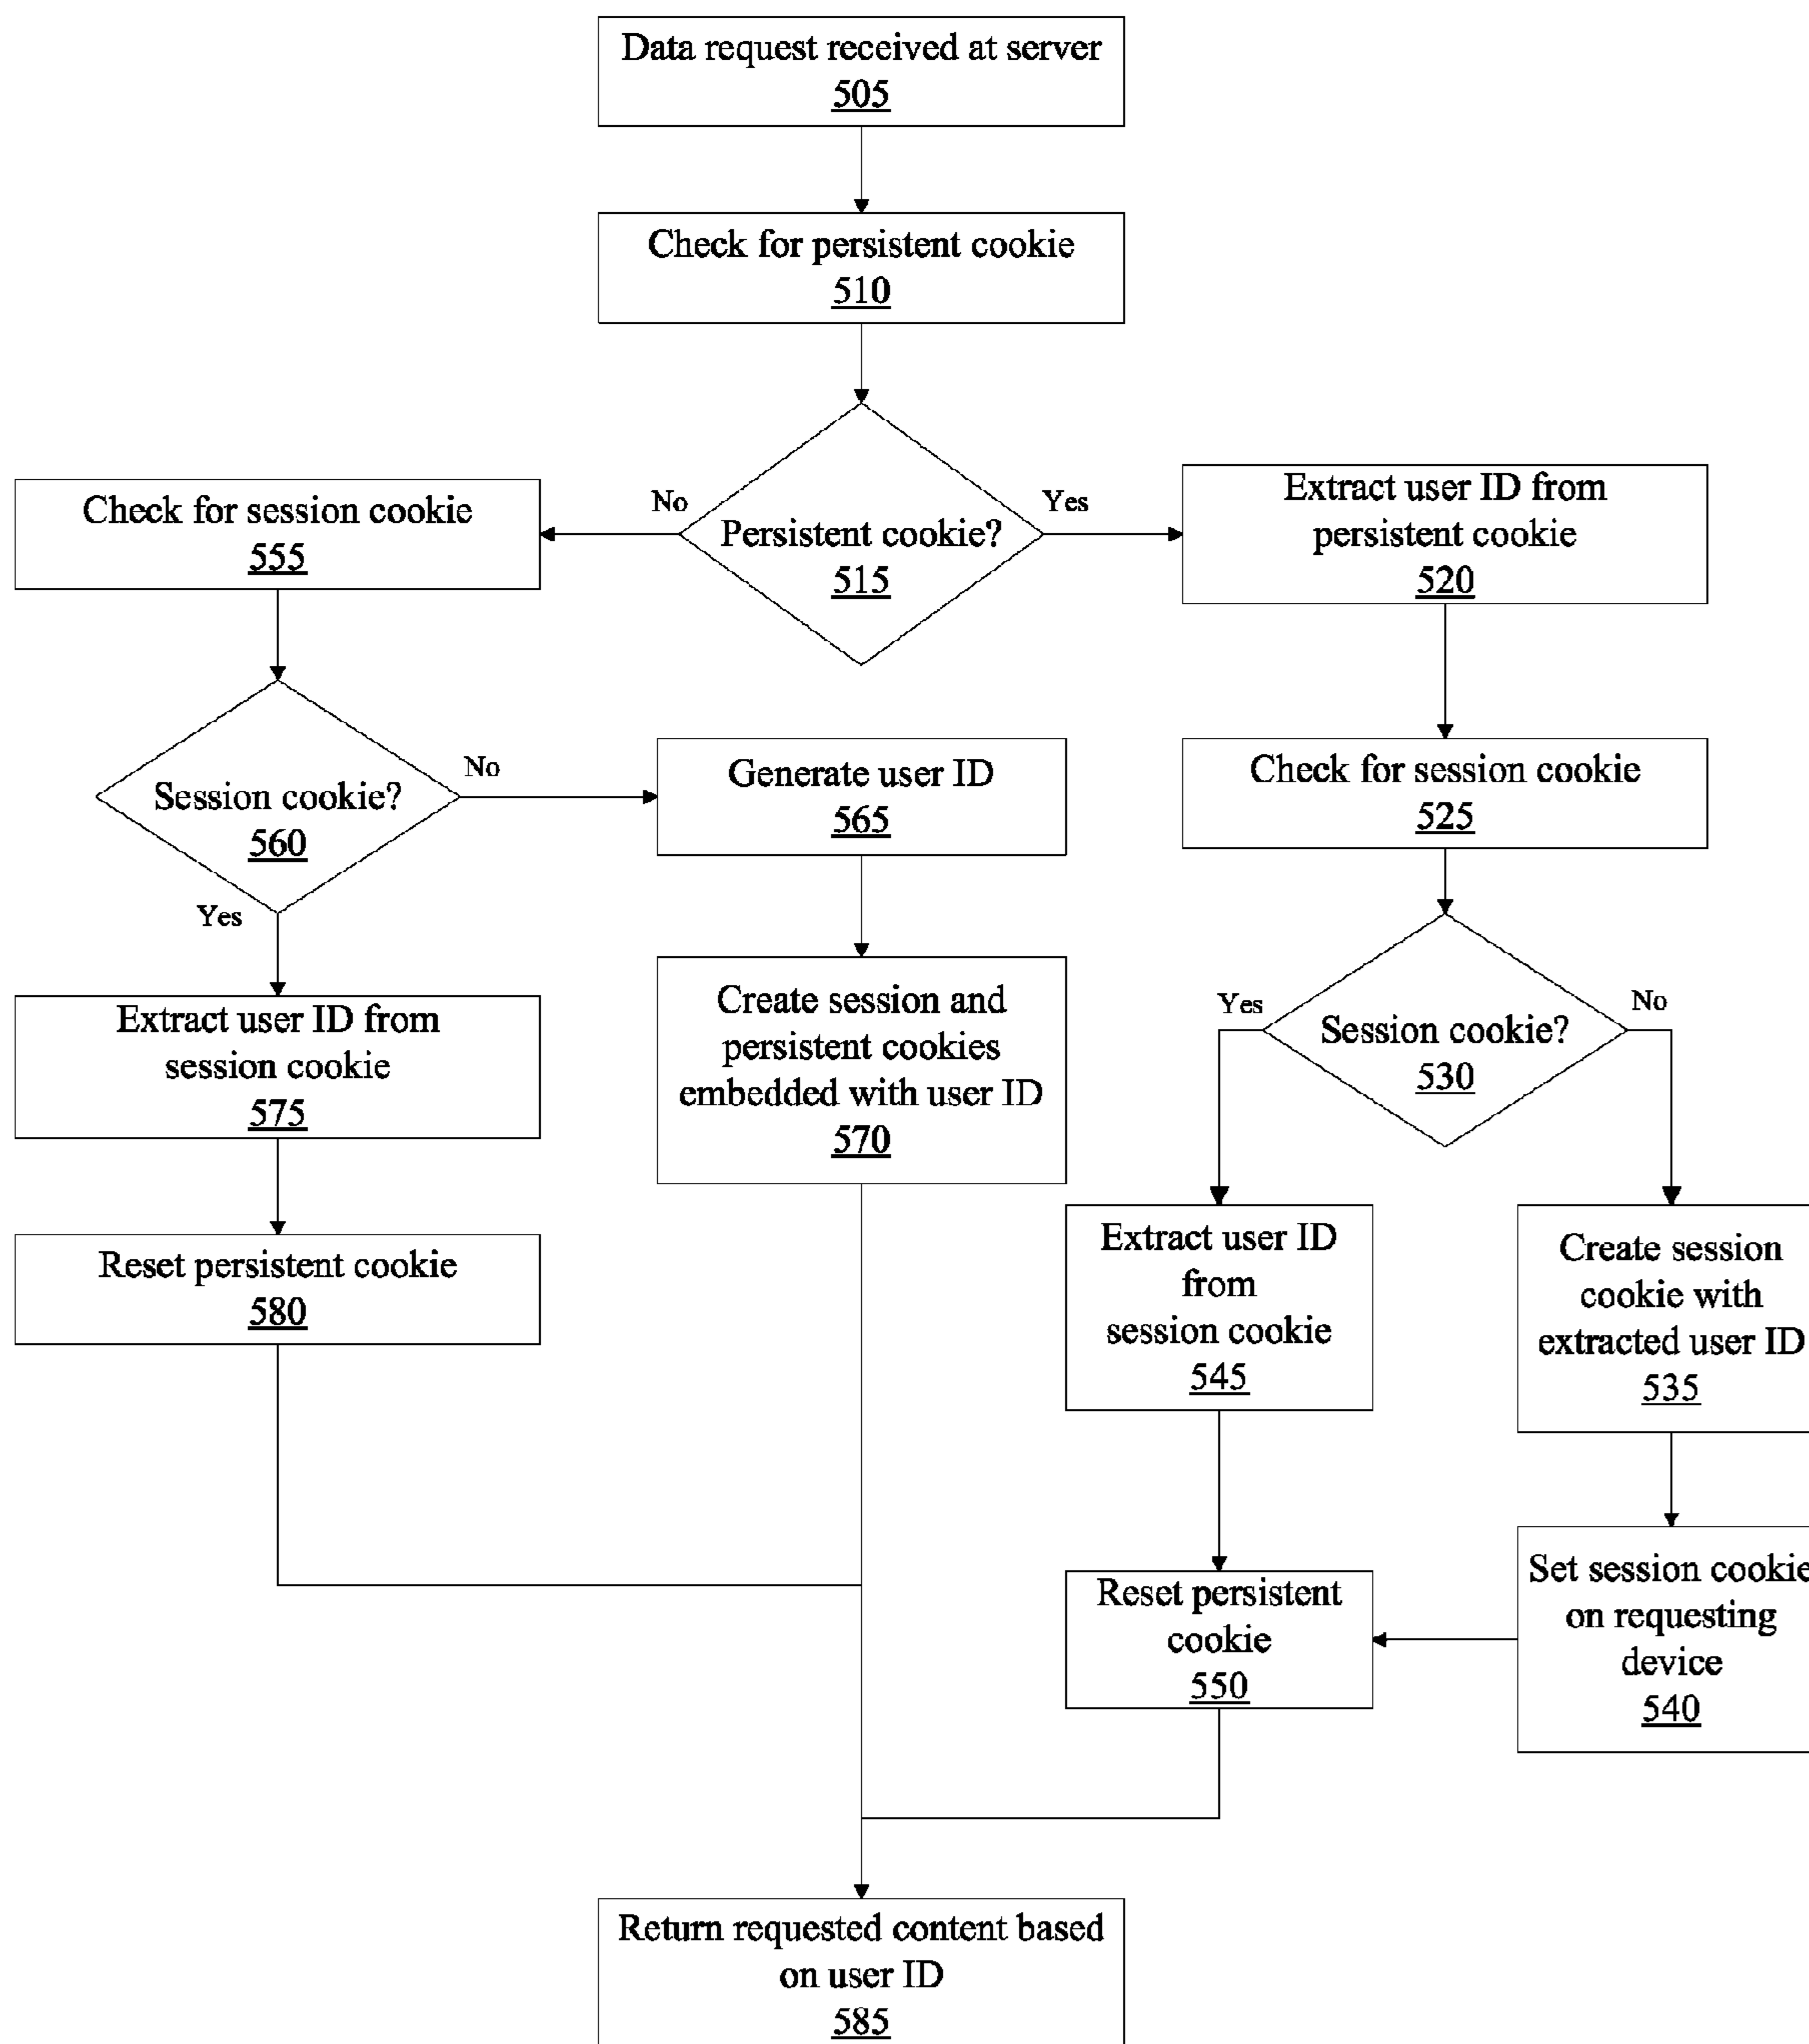 Data request received at server
505
Check for persistent cookie
510
No
Yes
Persistent cookie?
515
Check for session cookie
555
Extract user ID from
persistent cookie
520
Session cookie?
560
No
Yes
Generate user ID
565
Check for session cookie
525
Create session and
persistent cookies
embedded with user ID
570
Yes
No
Session cookie?
530
Extract user ID from
session cookie
575
Reset persistent cookie
580
Extract user ID
from
session cookie
545
Create session
cookie with
extracted user ID
535
Reset persistent
cookie
550
Set session cookie
on requesting
device
540
Return requested content based
on user ID
585